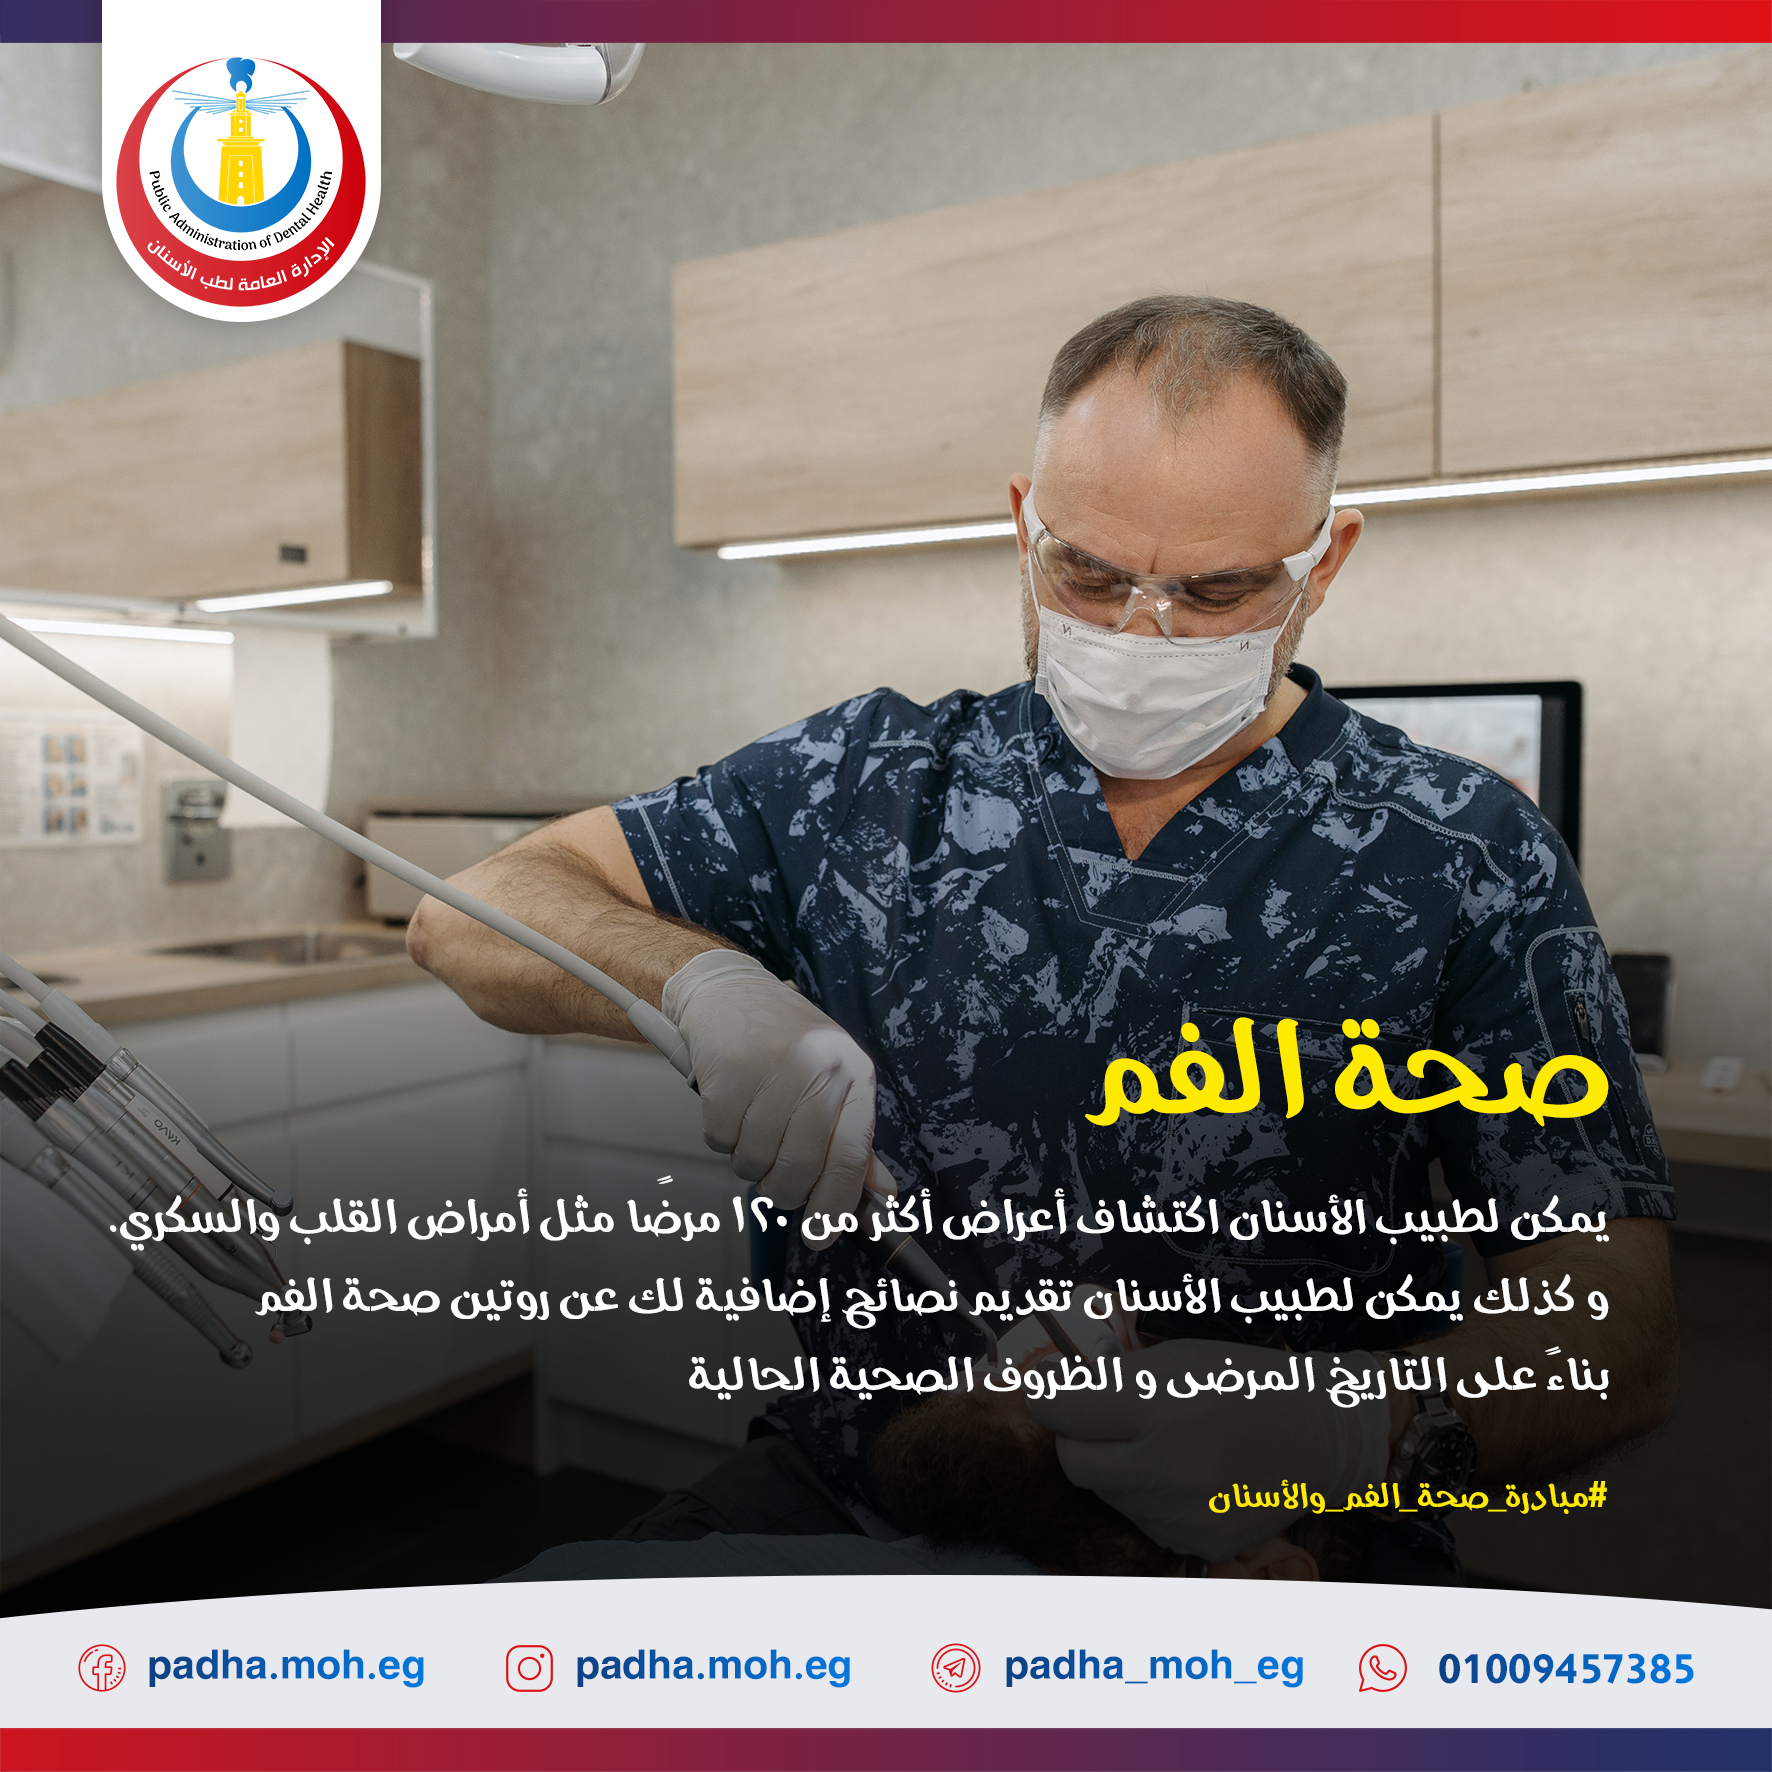 Public Administration of Dental Health
الإدارة العامة لطب الأسنان
صحة الفم
يمكن لطبيب الأسنان اكتشاف أعراض أكثر من ١٢٠ مرضًا مثل أمراض القلب والسكري.
و كذلك يمكن لطبيب الأسنان تقديم نصائح إضافية لك عن روتين صحة الفم
بناءً على التاريخ المرضى و الظروف الصحية الحالية
#مبادرة_صحة_الفم_والأسنان
padha.moh.eg
padha.moh.eg
padha_moh_eg
01009457385
KAVO